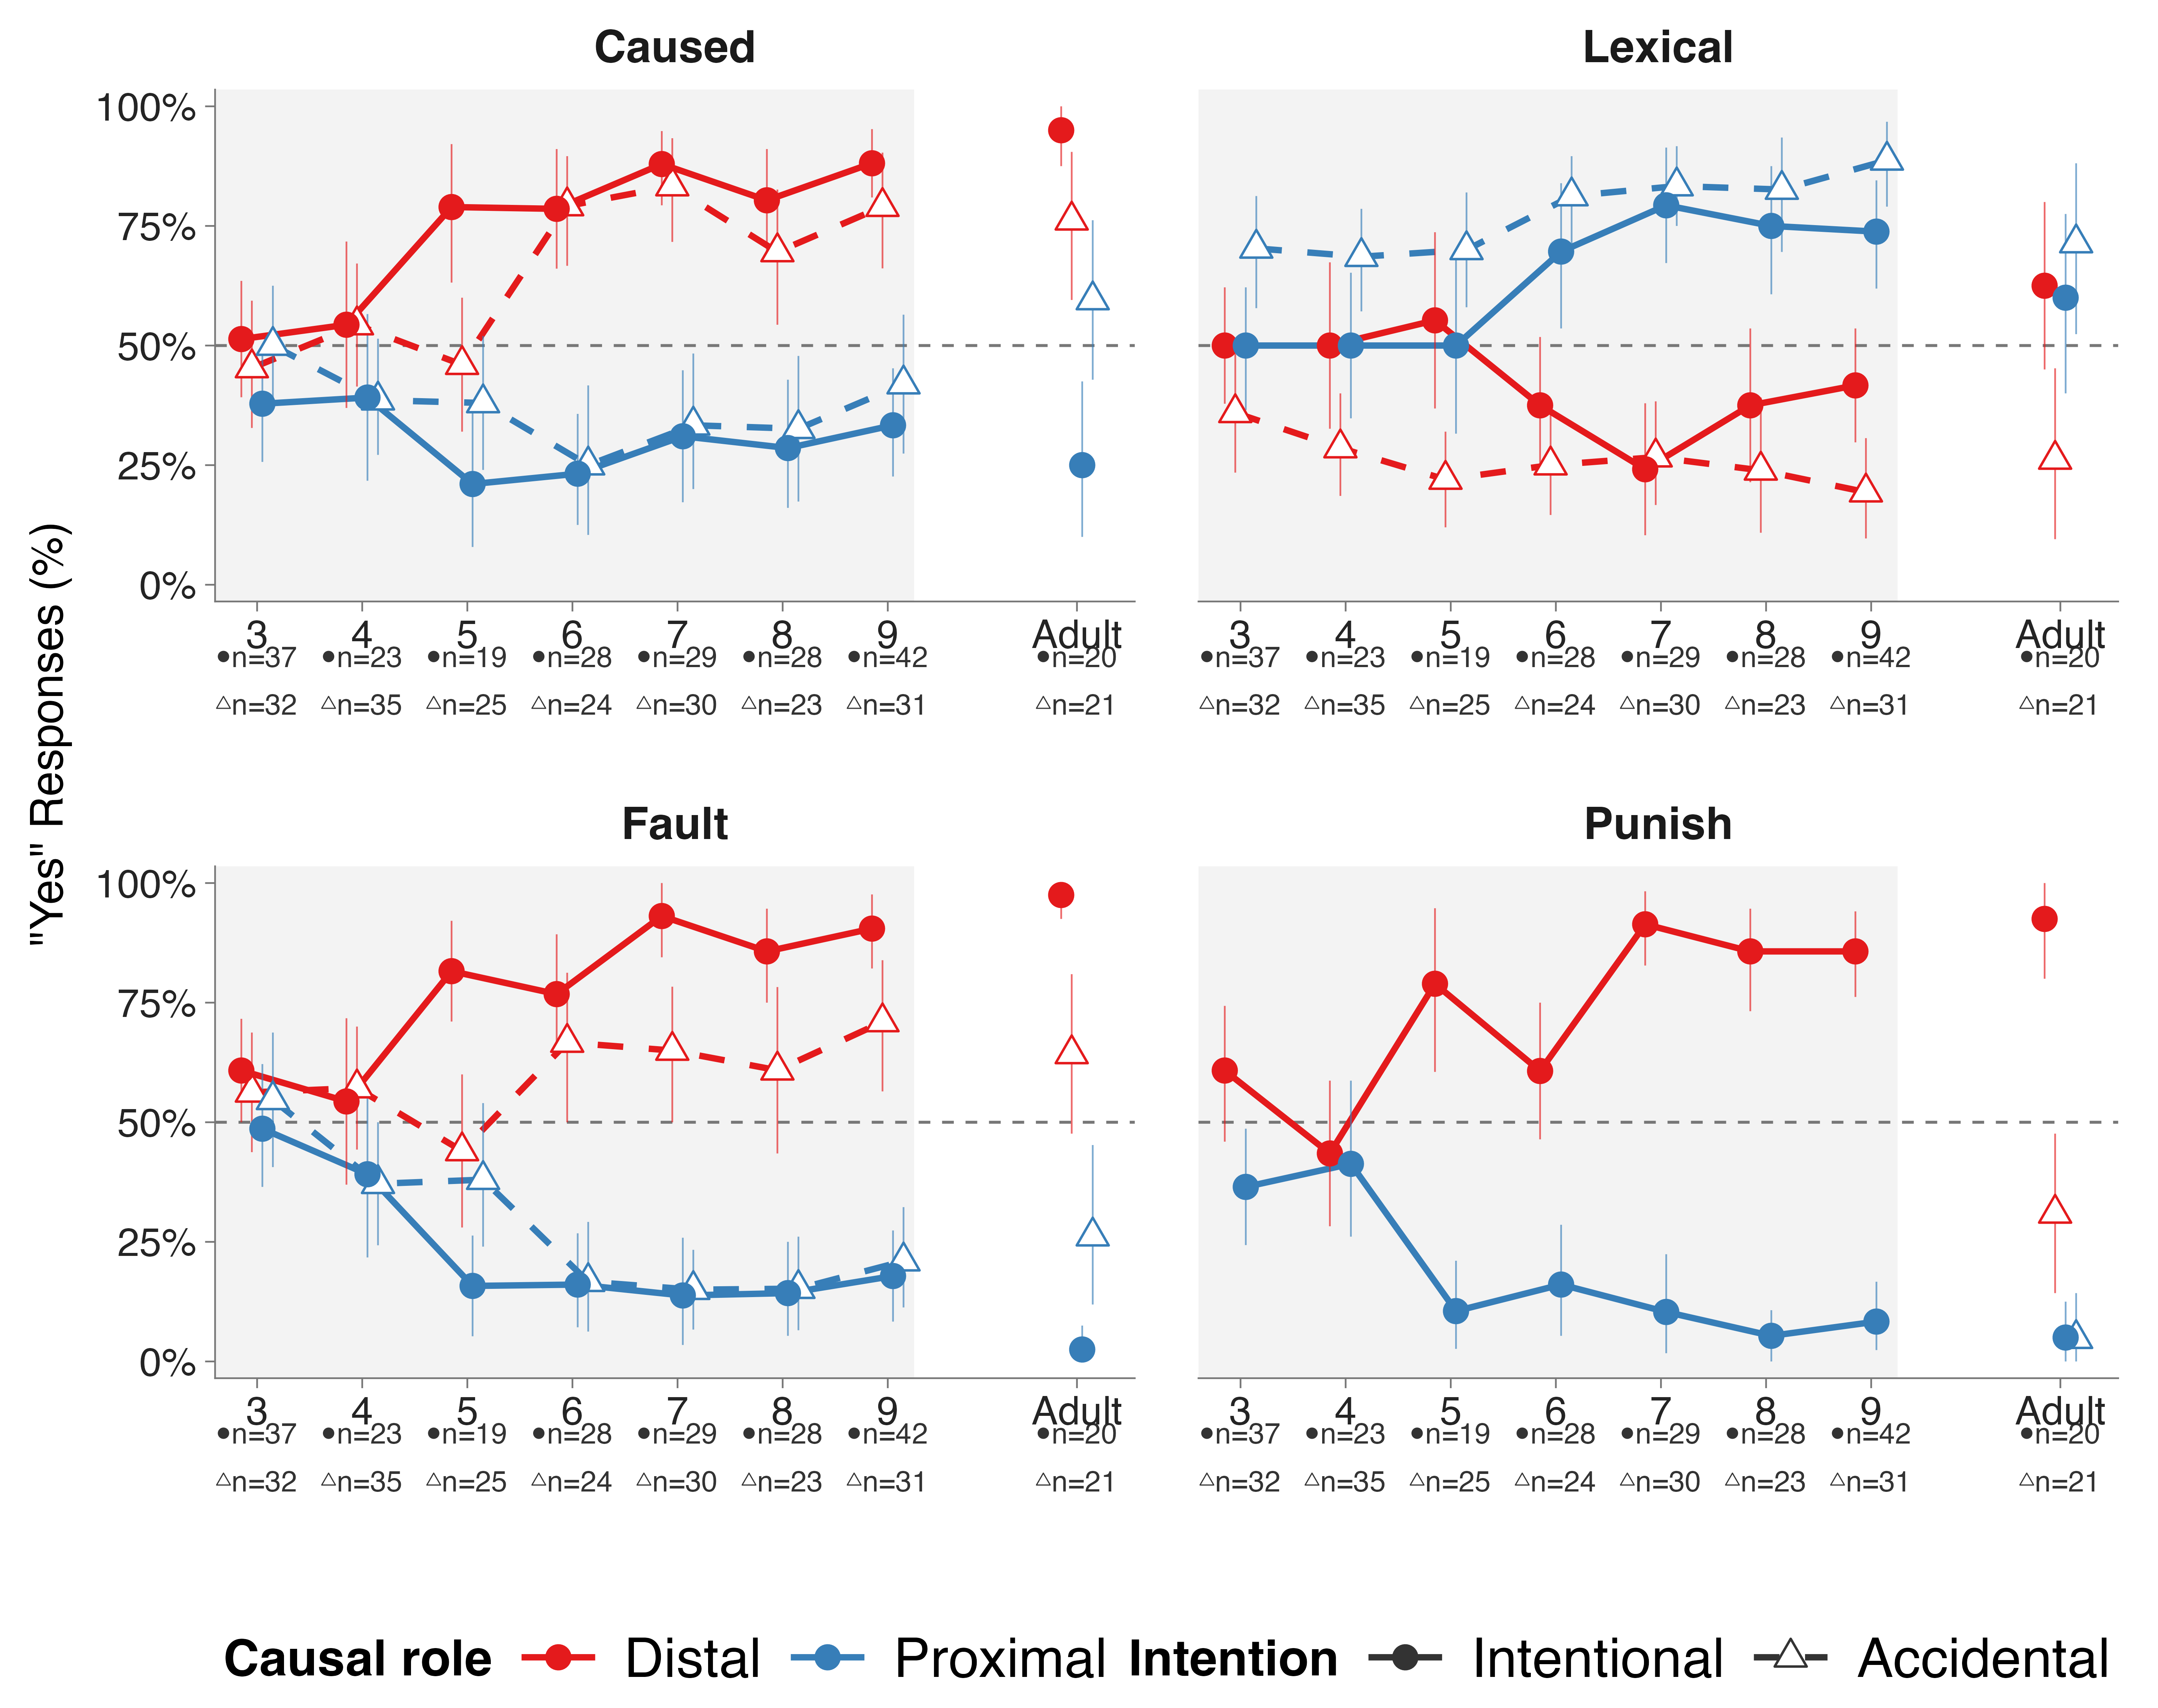 Caused Lexical
"Yes" Responses (%)
100%
75%
50%
25%
0%
3 4 5 6 7 8 9 Adult 3 4 5 6 7 8 9 Adult
●n=37 ●n=23 ●n=19 ●n=28 ●n=29 ●n=28 ●n=42 ●n=20 ●n=37 ●n=23 ●n=19 ●n=28 ●n=29 ●n=28 ●n=42 ●n=20
△n=32 △n=35 △n=25 △n=24 △n=30 △n=23 △n=31 △n=21 △n=32 △n=35 △n=25 △n=24 △n=30 △n=23 △n=31 △n=21
Fault Punish
100%
75%
50%
25%
0%
3 4 5 6 7 8 9 Adult 3 4 5 6 7 8 9 Adult
●n=37 ●n=23 ●n=19 ●n=28 ●n=29 ●n=28 ●n=42 ●n=20 ●n=37 ●n=23 ●n=19 ●n=28 ●n=29 ●n=28 ●n=42 ●n=20
△n=32 △n=35 △n=25 △n=24 △n=30 △n=23 △n=31 △n=21 △n=32 △n=35 △n=25 △n=24 △n=30 △n=23 △n=31 △n=21
Causal role Distal Proximal Intention Intentional Accidental